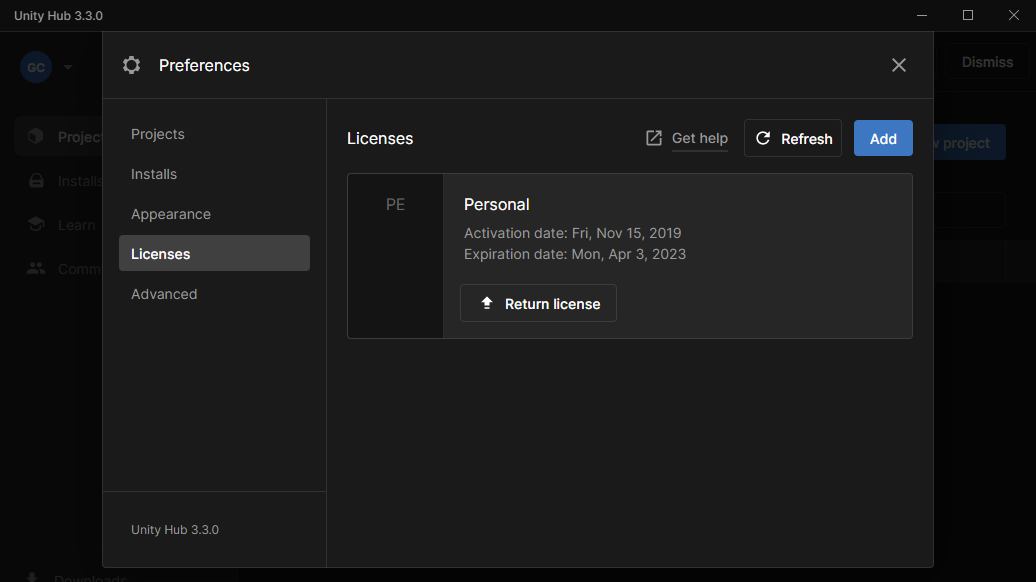 Unity Hub 3.3.0
GC
Dismiss
Preferences
Projects
Installs
Appearance
Licenses
Advanced
Unity Hub 3.3.0
Licenses
Get help
Refresh
Add
PE
Personal
Activation date: Fri, Nov 15, 2019
Expiration date: Mon, Apr 3, 2023
Return license
Project
Installs
Learn
Comm
w project
Downloads